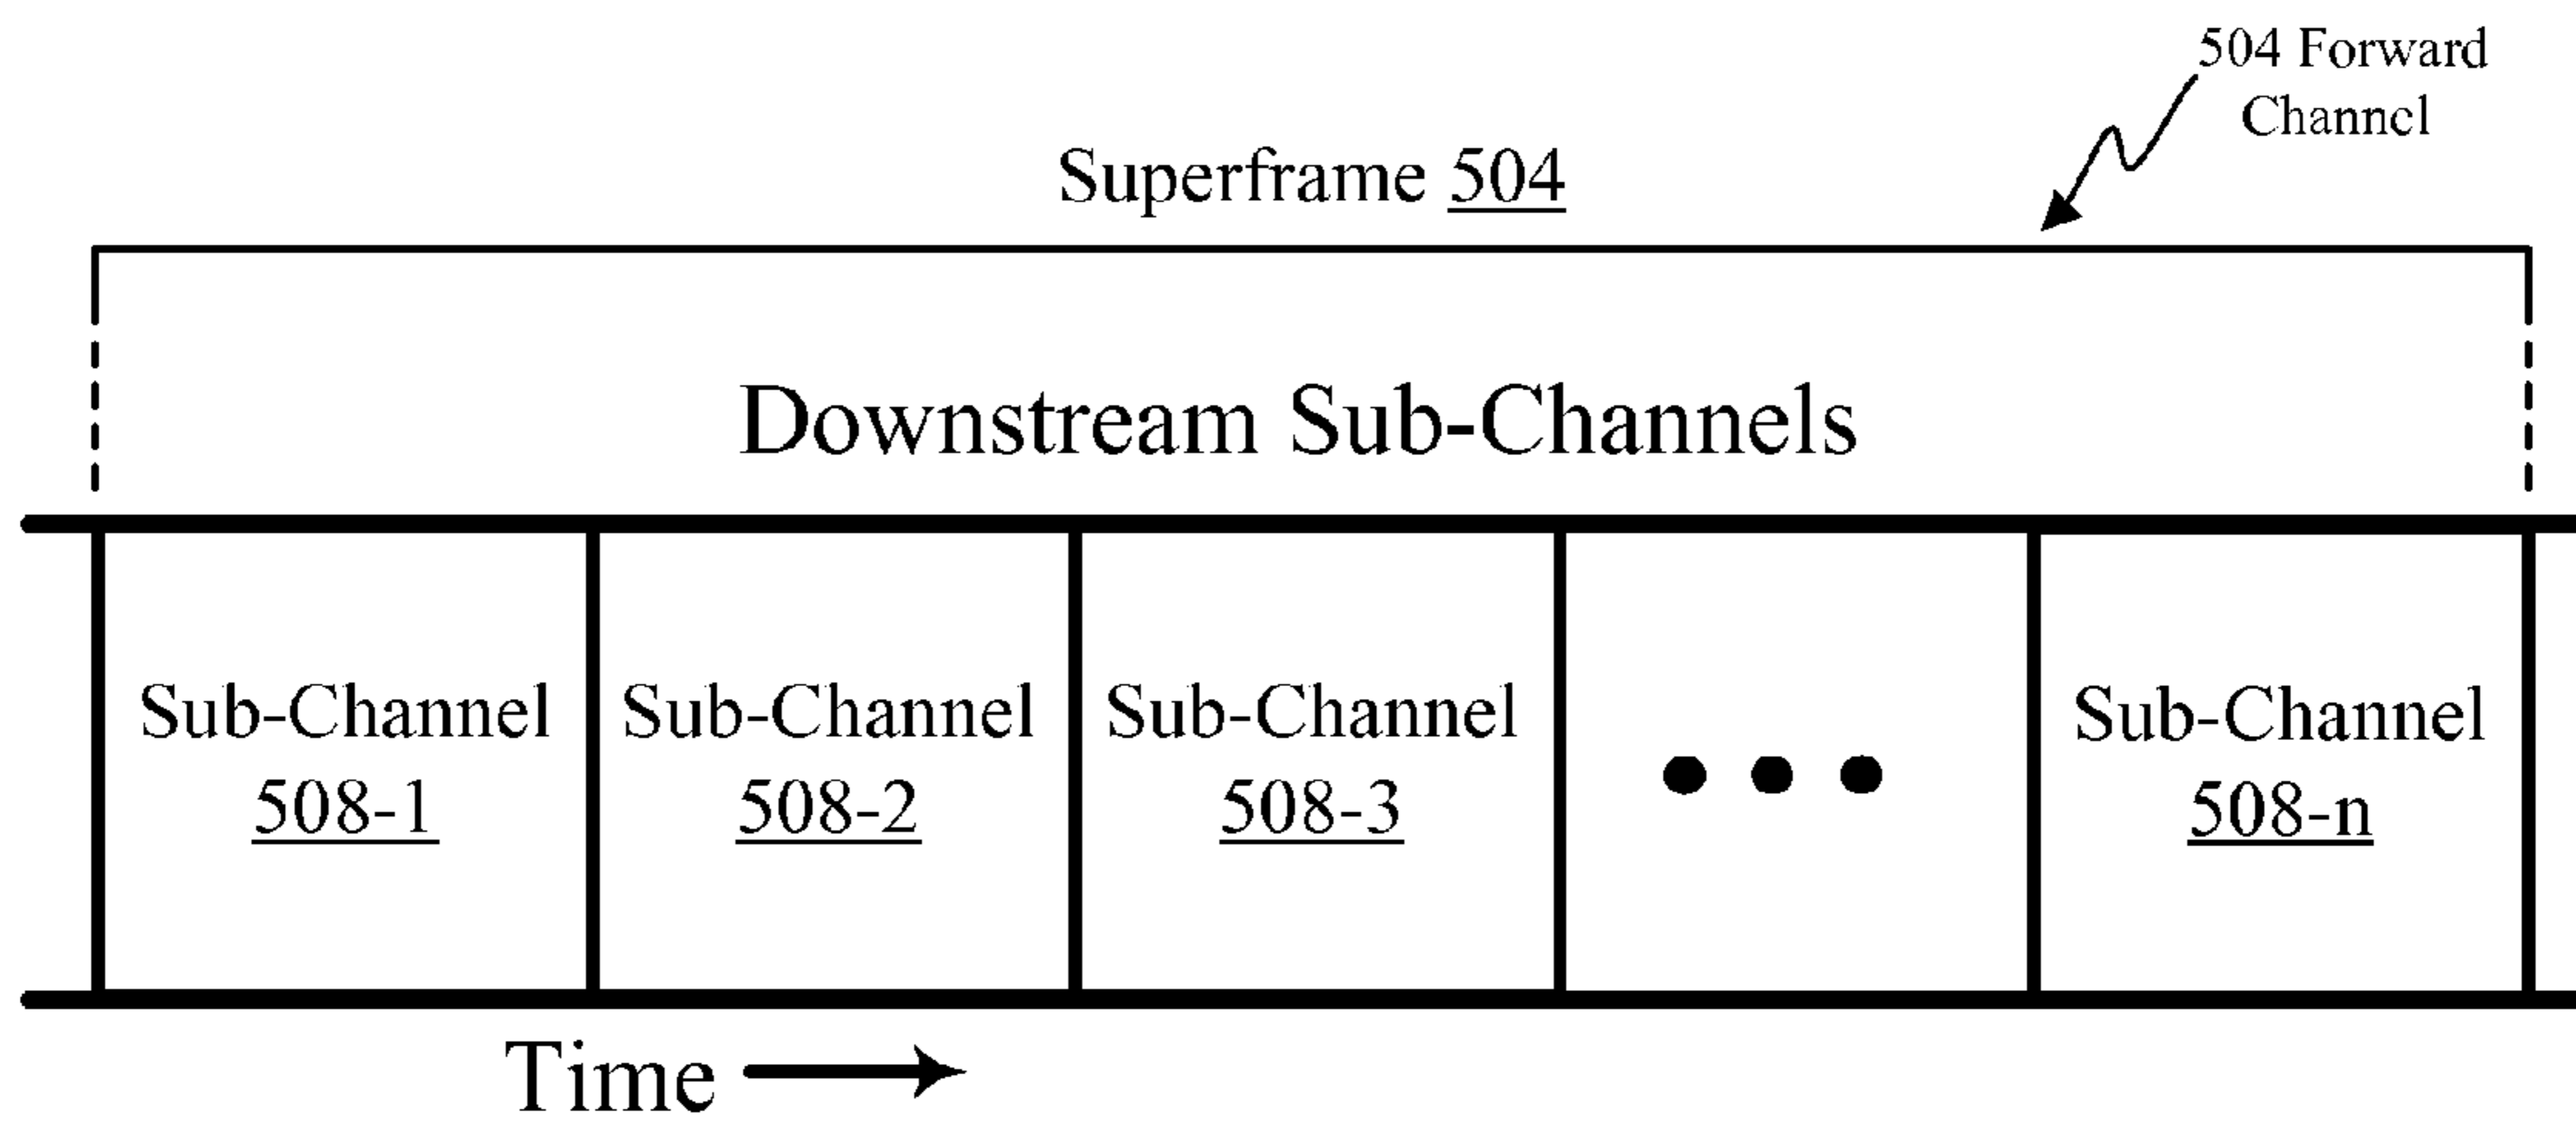 504 Forward
Channel
Superframe 504
Downstream Sub-Channels
Sub-Channel
508-1
Sub-Channel
508-2
Sub-Channel
508-3
Sub-Channel
508-n
Time